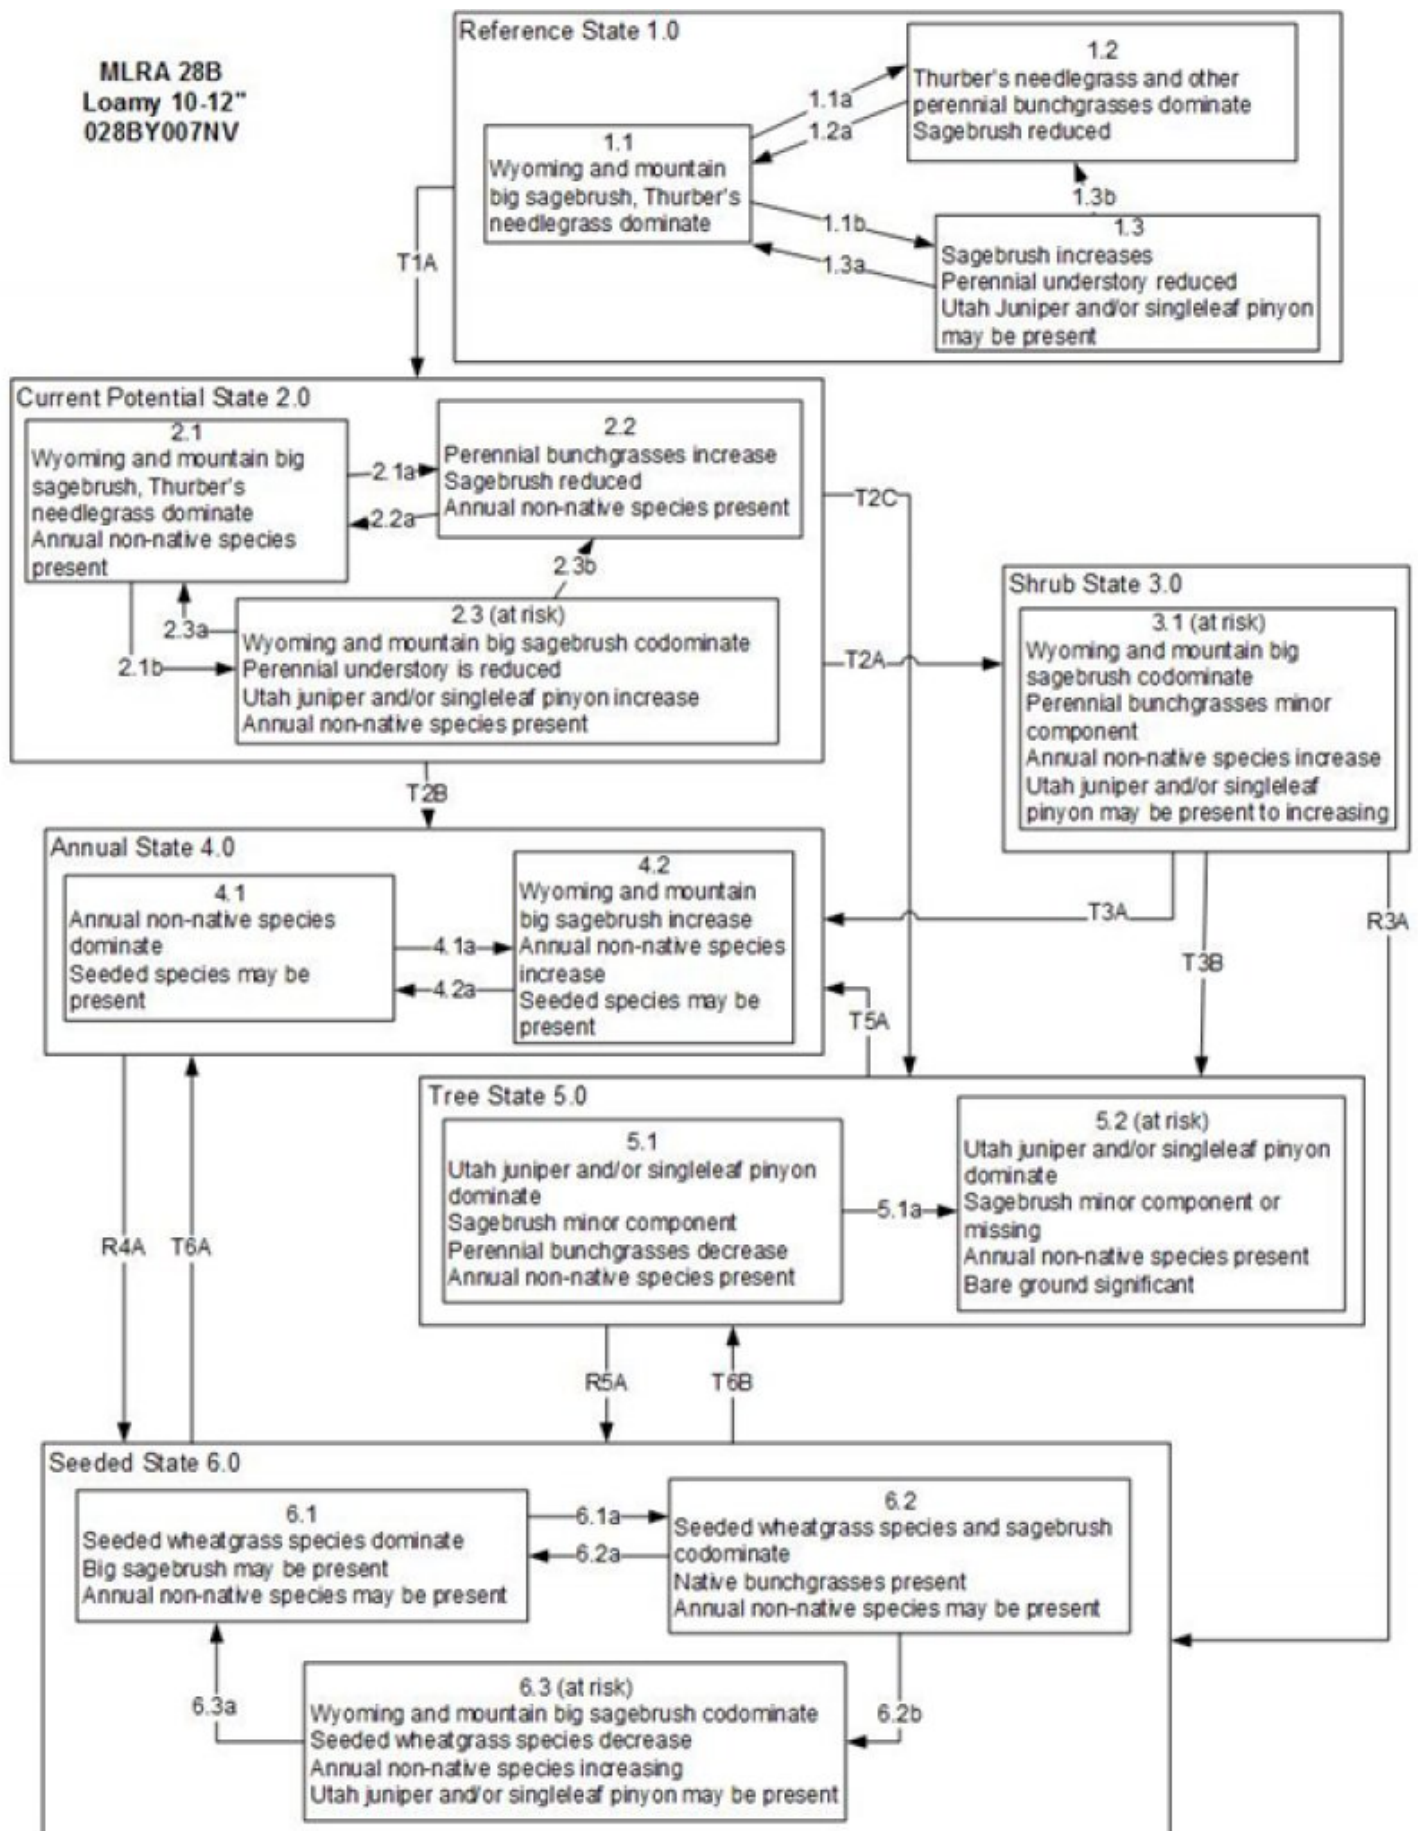 MLRA 28B
Loamy 10-12"
028BY007NV
Reference State 1.0
1.1
Wyoming and mountain
big sagebrush, Thurber's
needlegrass dominate
1.1a
1.2a
1.2
Thurber's needlegrass and other
perennial bunchgrasses dominate
Sagebrush reduced
1.3b
1.1b
1.3a
1.3
Sagebrush increases
Perennial understory reduced
Utah Juniper and/or singleleaf pinyon
may be present
T1A
Current Potential State 2.0
2.1
Wyoming and mountain big
sagebrush, Thurber's
needlegrass dominate
Annual non-native species
present
2.1a
2.2a
2.2
Perennial bunchgrasses increase
Sagebrush reduced
Annual non-native species present
2.3b
2.3a
2.1b
2.3 (at risk)
Wyoming and mountain big sagebrush codominate
Perennial understory is reduced
Utah juniper and/or singleleaf pinyon increase
Annual non-native species present
T2C
T2A
T2B
Shrub State 3.0
3.1 (at risk)
Wyoming and mountain big
sagebrush codominate
Perennial bunchgrasses minor
component
Annual non-native species increase
Utah juniper and/or singleleaf
pinyon may be present to increasing
Annual State 4.0
4.1
Annual non-native species
dominate
Seeded species may be
present
4.1a
4.2a
4.2
Wyoming and mountain
big sagebrush increase
Annual non-native species
increase
Seeded species may be
present
T3A
T3B
R3A
T5A
Tree State 5.0
5.1
Utah juniper and/or singleleaf pinyon
dominate
Sagebrush minor component
Perennial bunchgrasses decrease
Annual non-native species present
5.1a
5.2 (at risk)
Utah juniper and/or singleleaf pinyon
dominate
Sagebrush minor component or
missing
Annual non-native species present
Bare ground significant
R4A
T6A
R5A
T6B
Seeded State 6.0
6.1
Seeded wheatgrass species dominate
Big sagebrush may be present
Annual non-native species may be present
6.1a
6.2a
6.2
Seeded wheatgrass species and sagebrush
codominate
Native bunchgrasses present
Annual non-native species may be present
6.3a
6.2b
6.3 (at risk)
Wyoming and mountain big sagebrush codominate
Seeded wheatgrass species decrease
Annual non-native species increasing
Utah juniper and/or singleleaf pinyon may be present